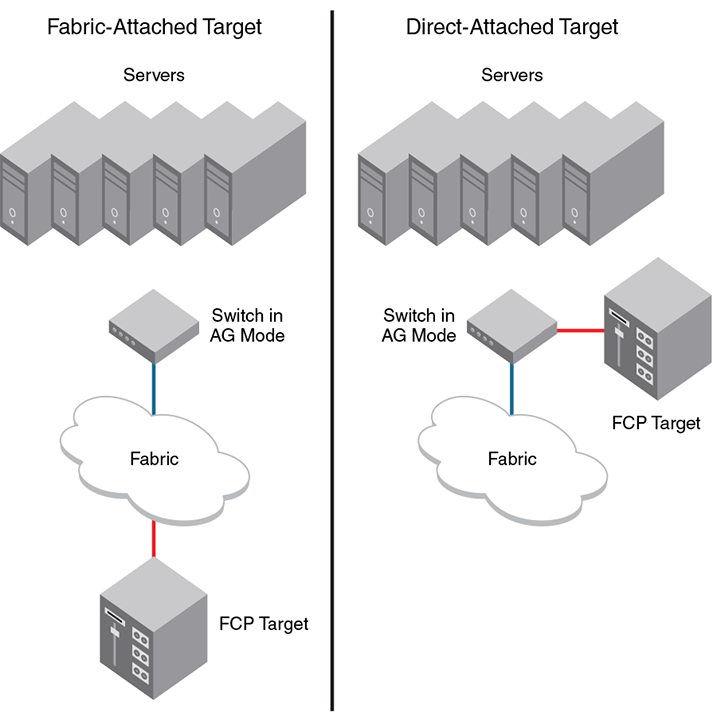 Fabric-Attached Target
Servers
Switch in
AG Mode
Fabric
FCP Target
Direct-Attached Target
Servers
Switch in
AG Mode
FCP Target
Fabric